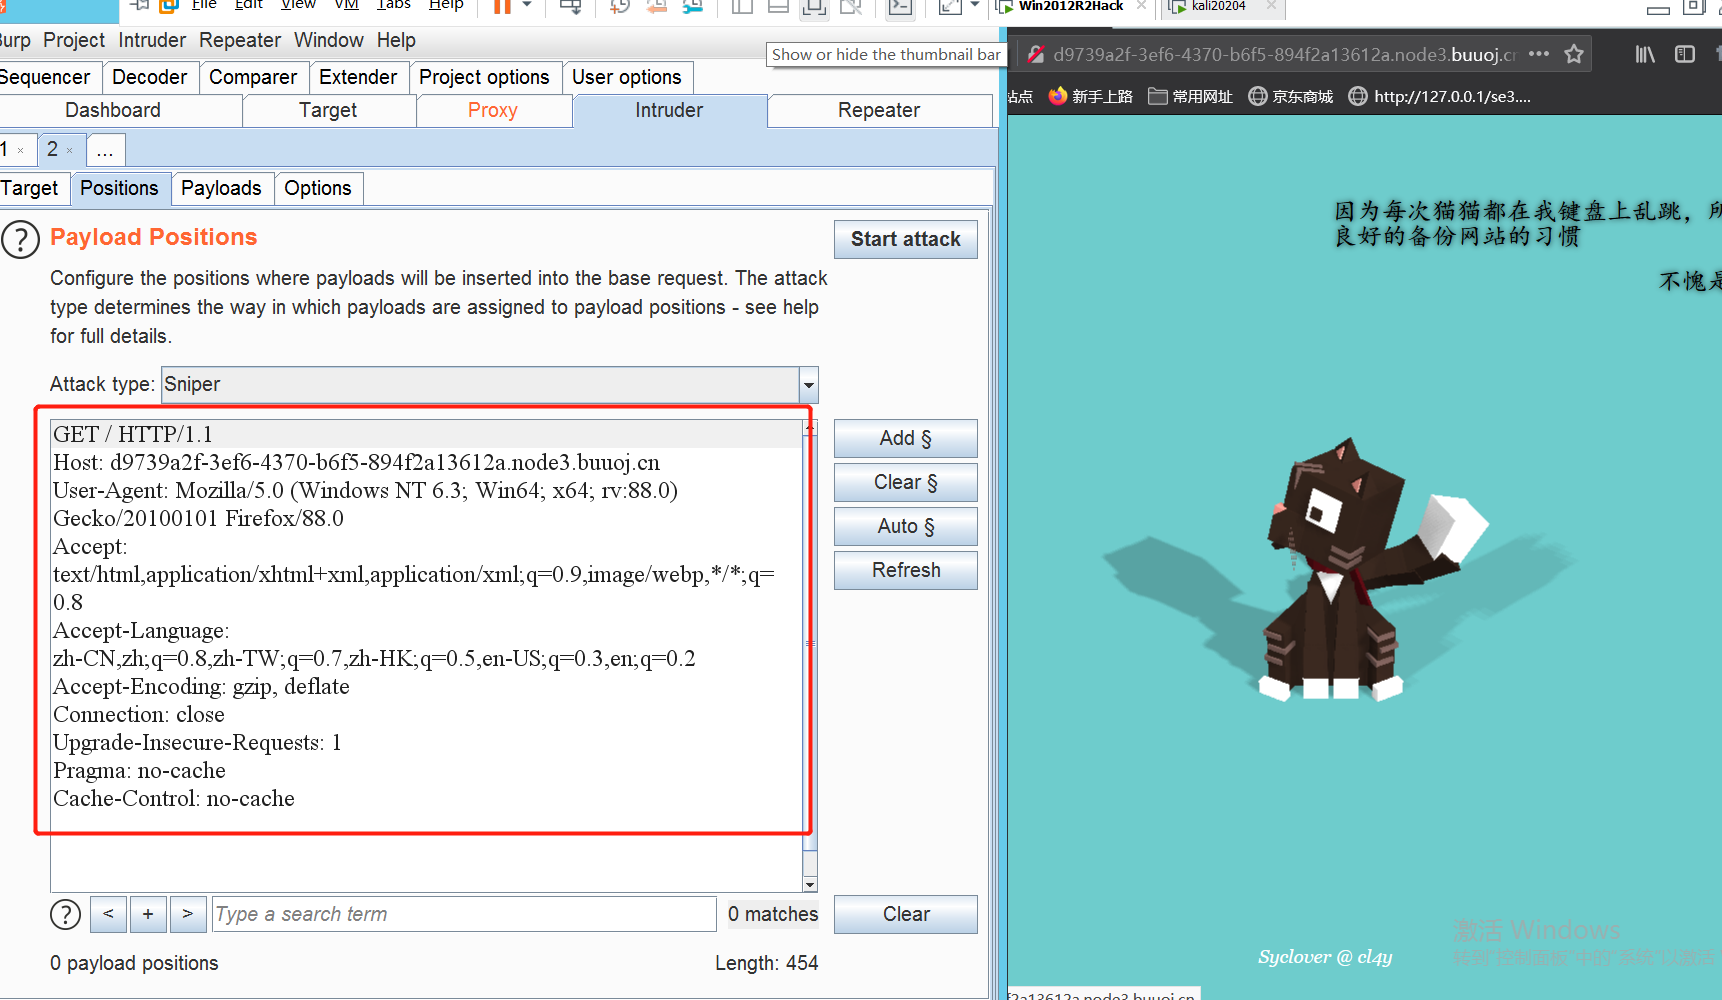 File Edit View VM Tabs Help
Win2012R2Hack × kali20204 ×
Burp Project Intruder Repeater Window Help
Show or hide the thumbnail bar
d9739a2f-3ef6-4370-b6f5-894f2a13612a.node3.buuoj.cn
Sequencer Decoder Comparer Extender Project options User options
站点 新手上路 常用网址 京东商城 http://127.0.0.1/se3....
Dashboard Target Proxy Intruder Repeater
1 × 2 × ...
Target Positions Payloads Options
? Payload Positions
Start attack
Configure the positions where payloads will be inserted into the base request. The attack
type determines the way in which payloads are assigned to payload positions - see help
for full details.
Attack type: Sniper
GET / HTTP/1.1
Host: d9739a2f-3ef6-4370-b6f5-894f2a13612a.node3.buuoj.cn
User-Agent: Mozilla/5.0 (Windows NT 6.3; Win64; x64; rv:88.0)
Gecko/20100101 Firefox/88.0
Accept:
text/html,application/xhtml+xml,application/xml;q=0.9,image/webp,*/*;q=
0.8
Accept-Language:
zh-CN,zh;q=0.8,zh-TW;q=0.7,zh-HK;q=0.5,en-US;q=0.3,en;q=0.2
Accept-Encoding: gzip, deflate
Connection: close
Upgrade-Insecure-Requests: 1
Pragma: no-cache
Cache-Control: no-cache
Add §
Clear §
Auto §
Refresh
? < + > Type a search term 0 matches Clear
0 payload positions Length: 454
因为每次猫猫都在我键盘上乱跳，所
良好的备份网站的习惯
不愧是
Syclover @ cl4y
激活 Windows
转到"控制面板"中的"系统"以激活
f2a13612a.node3.buuoj.cn